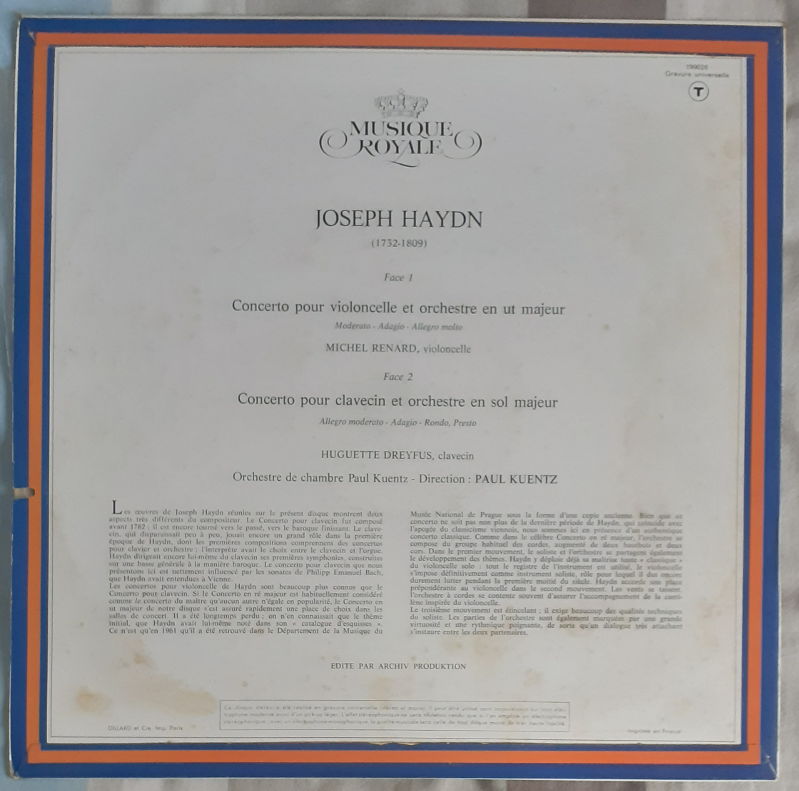 199026
Gravure universelle
T
MUSIQUE
ROYALE
JOSEPH HAYDN
(1732-1809)
Face 1
Concerto pour violoncelle et orchestre en ut majeur
Moderato - Adagio - Allegro molto
MICHEL RENARD, violoncelle
Face 2
Concerto pour clavecin et orchestre en sol majeur
Allegro moderato - Adagio - Rondo, Presto
HUGUETTE DREYFUS, clavecin
Orchestre de chambre Paul Kuentz - Direction : PAUL KUENTZ
Les œuvres de Joseph Haydn réunies sur le présent disque montrent deux
aspects très différents du compositeur. Le Concerto pour clavecin fut composé
avant 1782 ; il est encore tourné vers le passé, vers le baroque finissant. Le clave-
cin, qui disparaissait peu à peu, jouait encore un grand rôle dans la première
époque de Haydn, dont les premières compositions comprennent des concertos
pour clavier et orchestre ; l'interprète avait le choix entre le clavecin et l'orgue.
Haydn dirigeait encore lui-même du clavecin ses premières symphonies, construites
sur une basse générale à la manière baroque. Le concerto pour clavecin que nous
présentons ici est nettement influencé par les sonates de Philipp Emanuel Bach,
que Haydn avait entendues à Vienne.
Les concertos pour violoncelle de Haydn sont beaucoup plus connus que le
Concerto pour clavecin. Si le Concerto en ré majeur est habituellement considéré
comme le concerto du maître qu'aucun autre n'égale en popularité, le Concerto en
ut majeur de notre disque s'est assuré rapidement une place de choix dans les
salles de concert. Il a été longtemps perdu ; on n'en connaissait que le thème
initial, que Haydn avait lui-même noté dans son « catalogue d'esquisses ».
Ce n'est qu'en 1961 qu'il a été retrouvé dans le Département de la Musique du
Musée National de Prague sous la forme d'une copie ancienne. Bien que ce
concerto ne soit pas non plus de la dernière période de Haydn, qui coïncide avec
l'apogée du classicisme viennois, nous sommes ici en présence d'un authentique
concerto classique. Comme dans le célèbre Concerto en ré majeur, l'orchestre se
compose du groupe habituel des cordes, augmenté de deux hautbois et deux
cors. Dans le premier mouvement, le soliste et l'orchestre se partagent également
le développement des thèmes. Haydn y déploie déjà sa maîtrise toute « classique »
du violoncelle solo : tout le registre de l'instrument est utilisé, le violoncelle
s'impose définitivement comme instrument soliste, rôle pour lequel il dut encore
durement lutter pendant la première moitié du siècle. Haydn accorde une place
prépondérante au violoncelle dans le second mouvement. Les vents se taisent,
l'orchestre à cordes se contente souvent d'assurer l'accompagnement de la canti-
lène inspirée du violoncelle.
Le troisième mouvement est étincelant ; il exige beaucoup des qualités techniques
du soliste. Les parties de l'orchestre sont également marquées par une grande
virtuosité et une rythmique poignante, de sorte qu'un dialogue très attachant
s'instaure entre les deux partenaires.
EDITE PAR ARCHIV PRODUKTION
Ce disque
DILLARD et Cie. Imp. Paris